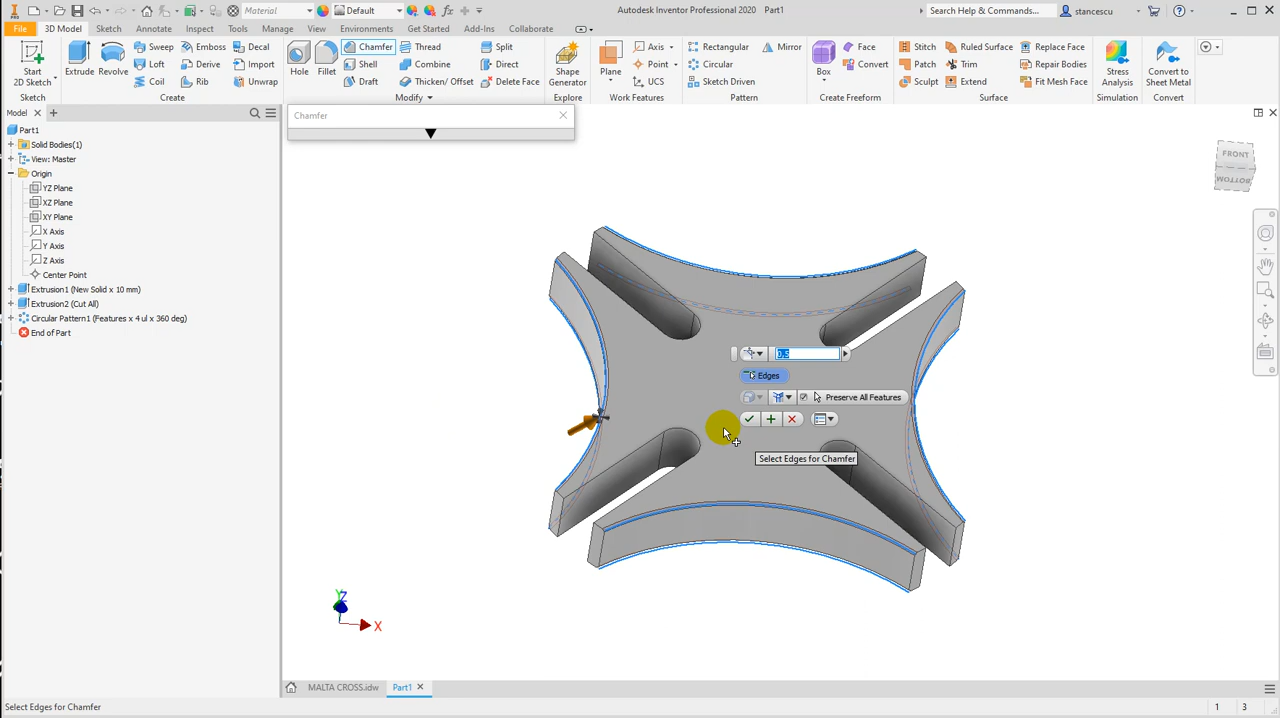 PRO
Material
Default
Autodesk Inventor Professional 2020 Part1
Search Help & Commands...
stancescu
File
3D Model
Sketch
Annotate
Inspect
Tools
Manage
View
Environments
Get Started
Add-Ins
Collaborate
Start
2D Sketch
Sketch
Extrude
Revolve
Sweep
Loft
Coil
Emboss
Derive
Rib
Decal
Import
Unwrap
Create
Hole
Fillet
Chamfer
Shell
Draft
Thread
Combine
Thicken/ Offset
Split
Direct
Delete Face
Modify
Shape
Generator
Explore
Plane
Axis
Point
UCS
Work Features
Rectangular
Circular
Sketch Driven
Mirror
Pattern
Box
Face
Convert
Create Freeform
Stitch
Patch
Sculpt
Ruled Surface
Trim
Extend
Replace Face
Repair Bodies
Fit Mesh Face
Surface
Stress
Analysis
Simulation
Convert to
Sheet Metal
Convert
Model
Part1
Solid Bodies(1)
View: Master
Origin
YZ Plane
XZ Plane
XY Plane
X Axis
Y Axis
Z Axis
Center Point
Extrusion1 (New Solid x 10 mm)
Extrusion2 (Cut All)
Circular Pattern1 (Features x 4 ul x 360 deg)
End of Part
Chamfer
FRONT
BOTTOM
0.5
Edges
Preserve All Features
Select Edges for Chamfer
Y
Z
X
MALTA CROSS.idw
Part1
Select Edges for Chamfer
1
3